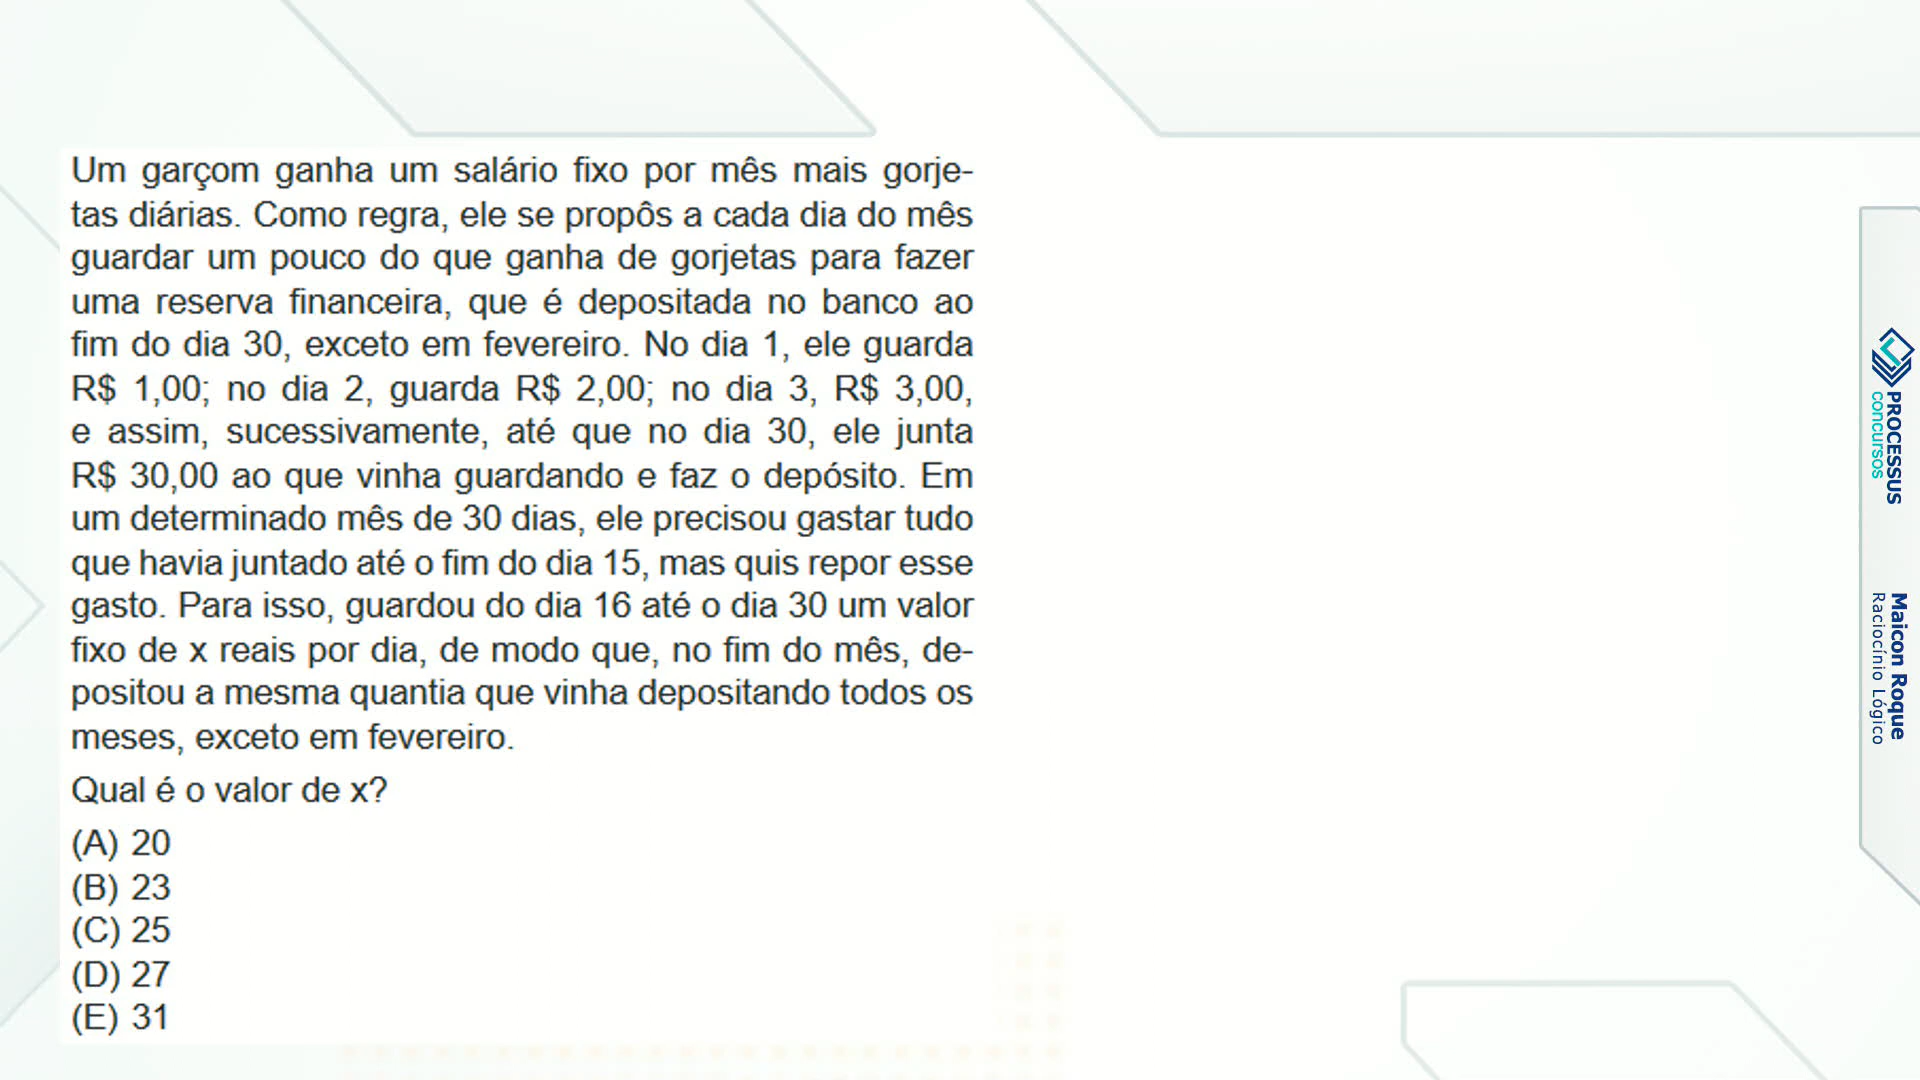 Um garçom ganha um salário fixo por mês mais gorje-
tas diárias. Como regra, ele se propôs a cada dia do mês
guardar um pouco do que ganha de gorjetas para fazer
uma reserva financeira, que é depositada no banco ao
fim do dia 30, exceto em fevereiro. No dia 1, ele guarda
R$ 1,00; no dia 2, guarda R$ 2,00; no dia 3, R$ 3,00,
e assim, sucessivamente, até que no dia 30, ele junta
R$ 30,00 ao que vinha guardando e faz o depósito. Em
um determinado mês de 30 dias, ele precisou gastar tudo
que havia juntado até o fim do dia 15, mas quis repor esse
gasto. Para isso, guardou do dia 16 até o dia 30 um valor
fixo de x reais por dia, de modo que, no fim do mês, de-
positou a mesma quantia que vinha depositando todos os
meses, exceto em fevereiro.
Qual é o valor de x?
(A) 20
(B) 23
(C) 25
(D) 27
(E) 31
PROCESSUS
concursos
Maicon Roque
Raciocínio Lógico